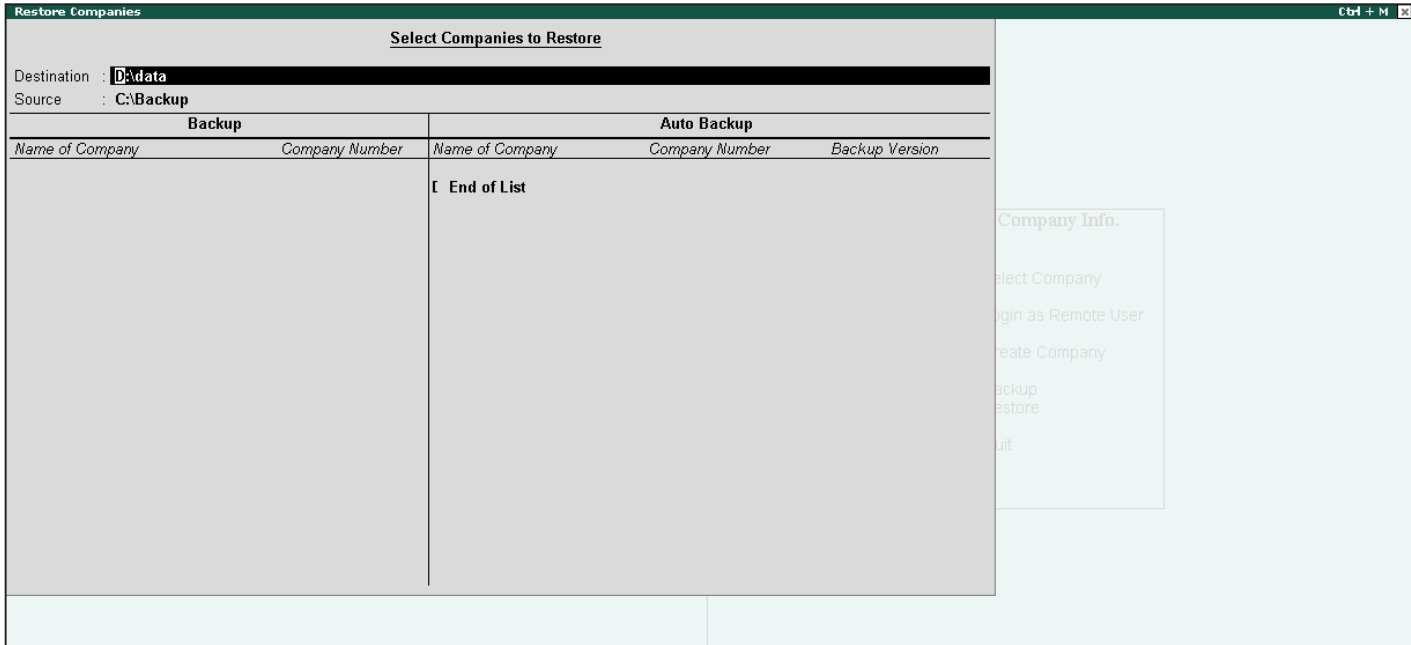 Restore Companies Ctrl + M
Select Companies to Restore
Destination : D:\data
Source : C:\Backup
Backup Auto Backup
Name of Company Company Number Name of Company Company Number Backup Version
[ End of List
Company Info.
elect Company
ogin as Remote User
reate Company
ackup
estore
uit